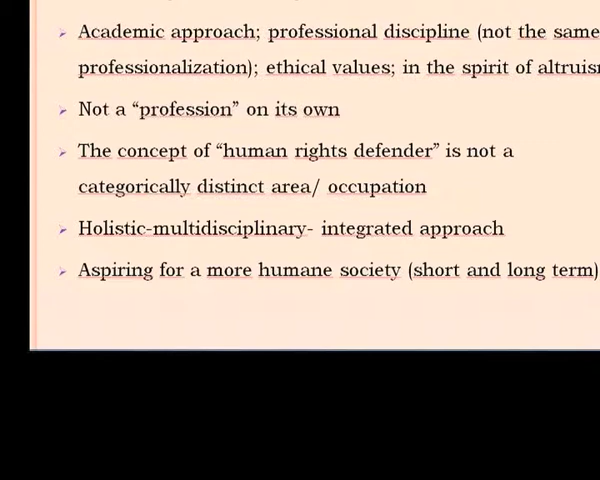 Academic approach; professional discipline (not the same
professionalization); ethical values; in the spirit of
Not a “profession” on its own
The concept of “human rights defender” is not a
categorically distinct area/ occupation
Holistic-multidisciplinary- integrated approach
Aspiring for a more humane society (short and long term)